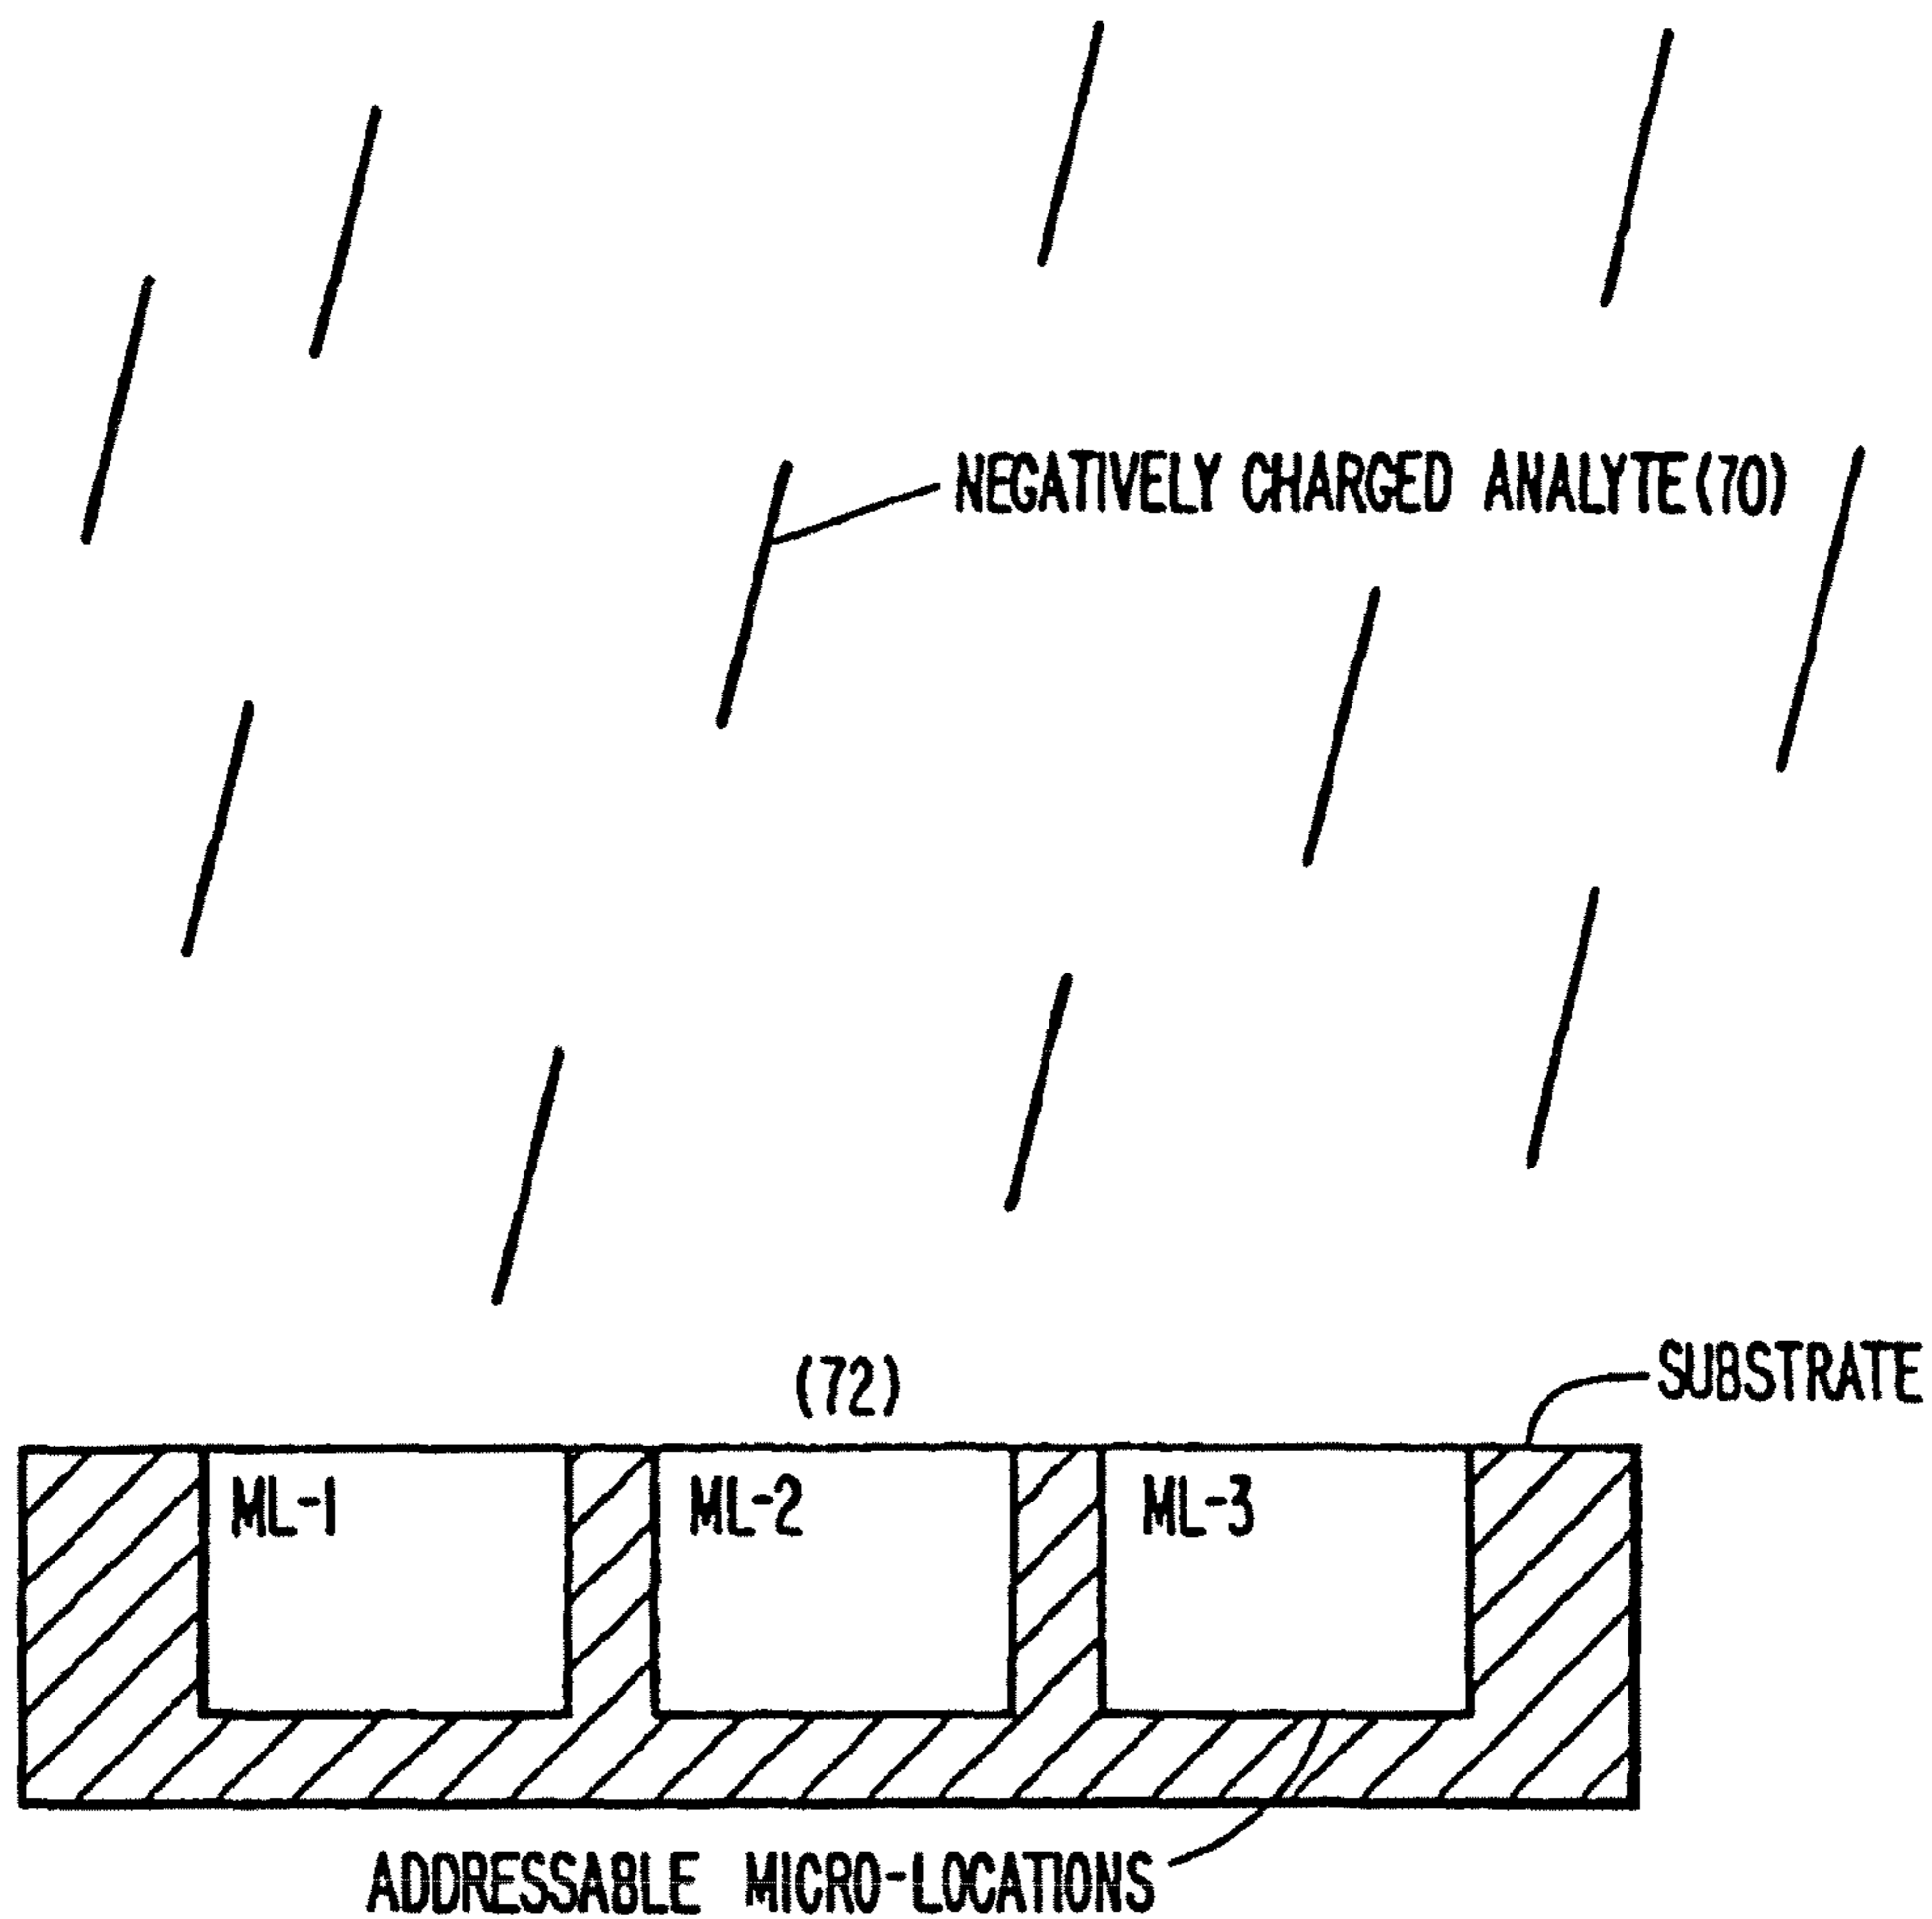 NEGATIVELY CHARGED ANALYTE(70)
(72)
SUBSTRATE
ML-1
ML-2
ML-3
ADDRESSABLE MICRO-LOCATIONS